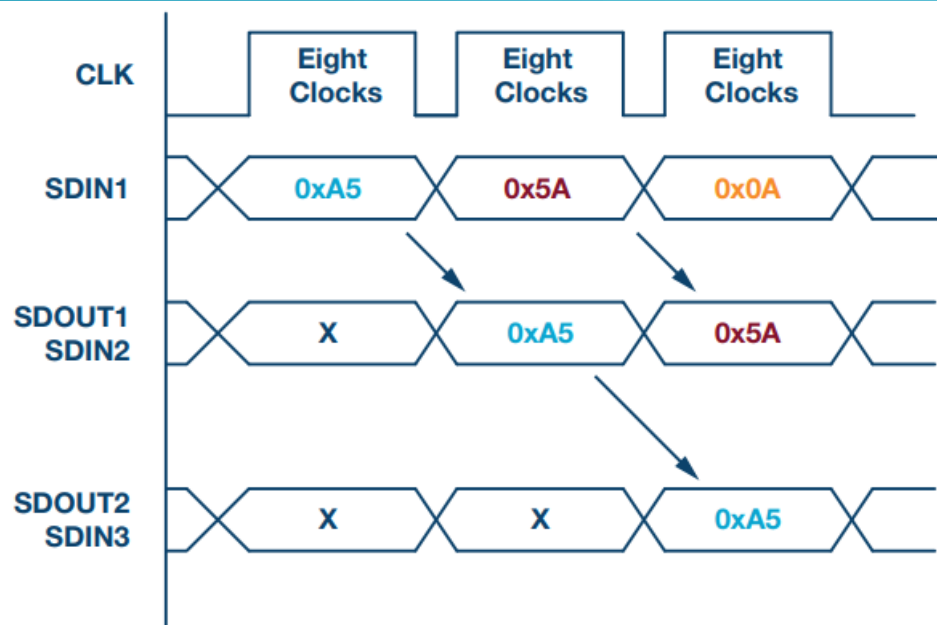 CLK
Eight
Clocks
Eight
Clocks
Eight
Clocks
SDIN1
0xA5
0x5A
0x0A
SDOUT1
SDIN2
X
0xA5
0x5A
SDOUT2
SDIN3
X
X
0xA5